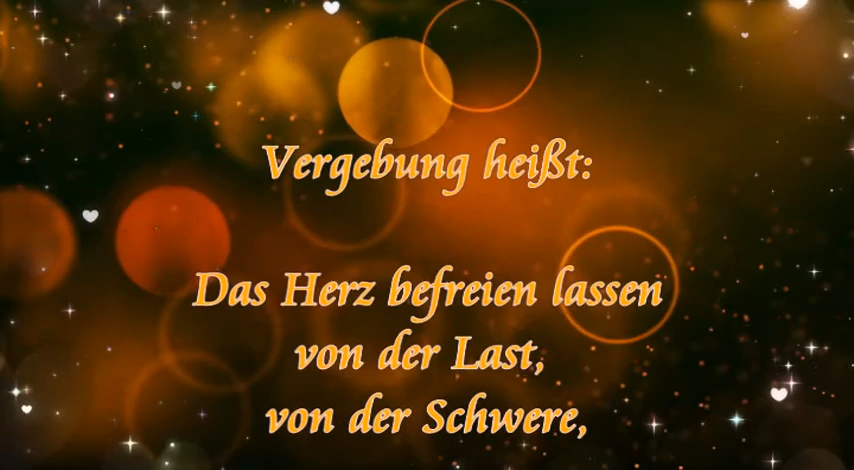 Vergebung heißt:
Das Herz befreien lassen
von der Last,
von der Schwere,